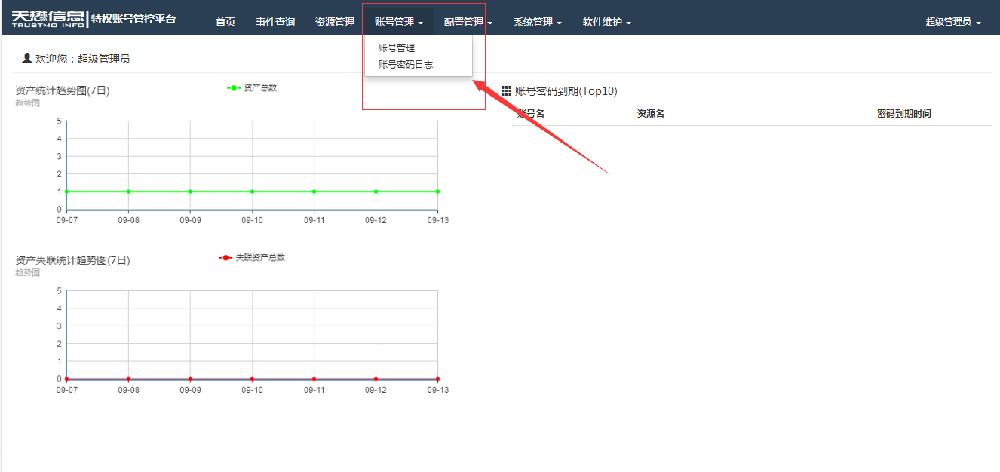 天懋信息 特权账号管控平台 首页 事件查询 资源管理 账号管理 配置管理 系统管理 软件维护 超级管理员
TRUSTMO INFO
账号管理
账号密码日志
欢迎您：超级管理员
资产统计趋势图(7日)
趋势图
资产总数
5
4
3
2
1
0
09-07 09-08 09-09 09-10 09-11 09-12 09-13
资产失联统计趋势图(7日)
趋势图
失联资产总数
5
4
3
2
1
0
09-07 09-08 09-09 09-10 09-11 09-12 09-13
账号密码到期(Top10)
账号名 资源名 密码到期时间